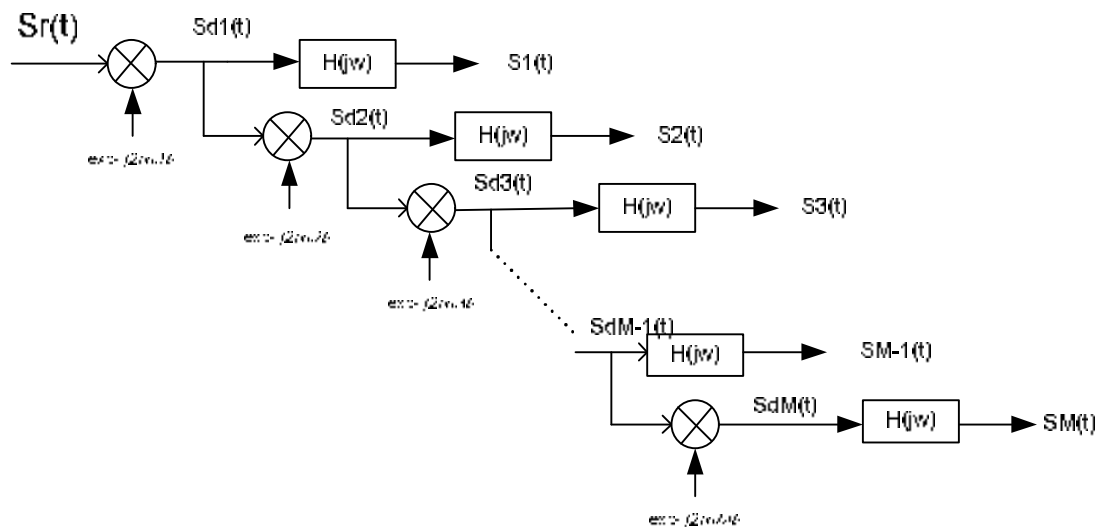 Sr(t)
Sd1(t)
H(jw)
S1(t)
Sd2(t)
H(jw)
S2(t)
Sd3(t)
H(jw)
S3(t)
SdM-1(t)
H(jw)
SM-1(t)
SdM(t)
H(jw)
SM(t)